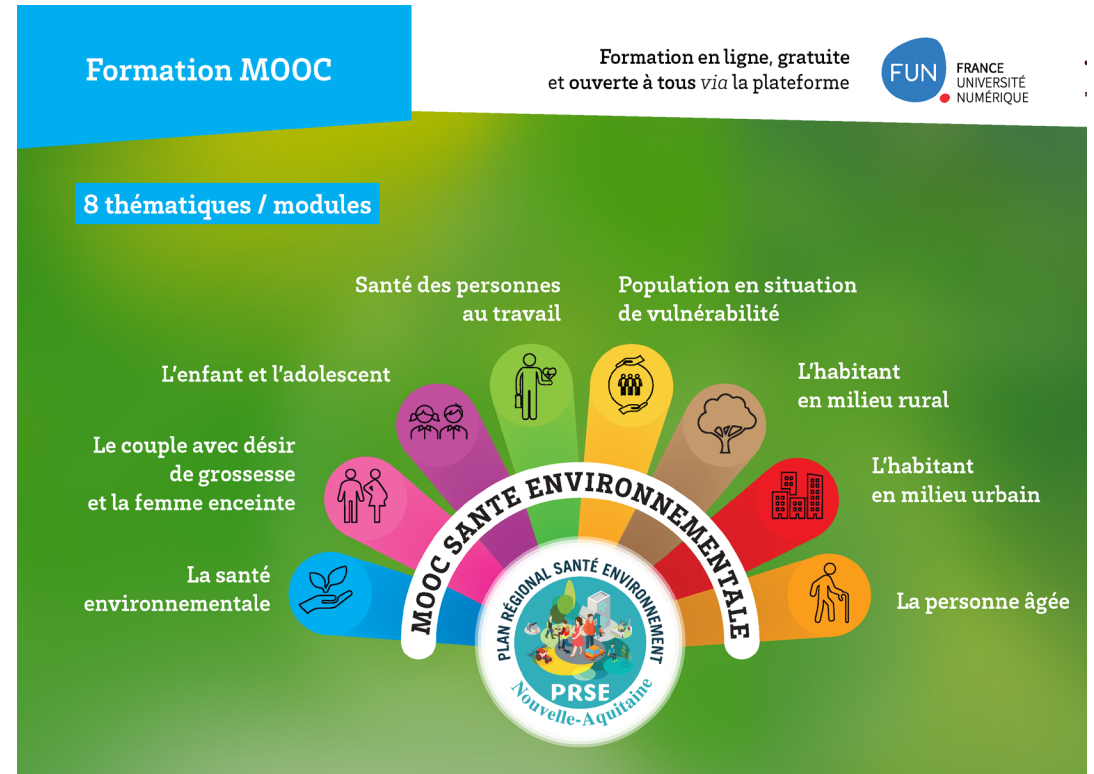 Formation MOOC
Formation en ligne, gratuite
et ouverte à tous via la plateforme
FUN
FRANCE
UNIVERSITÉ
NUMÉRIQUE
8 thématiques / modules
Santé des personnes
au travail
Population en situation
de vulnérabilité
L'enfant et l'adolescent
L'habitant
en milieu rural
Le couple avec désir
de grossesse
et la femme enceinte
L'habitant
en milieu urbain
La santé
environnementale
La personne âgée
MOOC SANTE ENVIRONNEMENTALE
PLAN RÉGIONAL SANTÉ ENVIRONNEMENT
PRSE
Nouvelle-Aquitaine